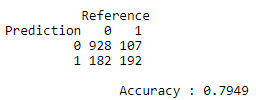 Reference
Prediction 0 1
0 928 107
1 182 192
Accuracy : 0.7949